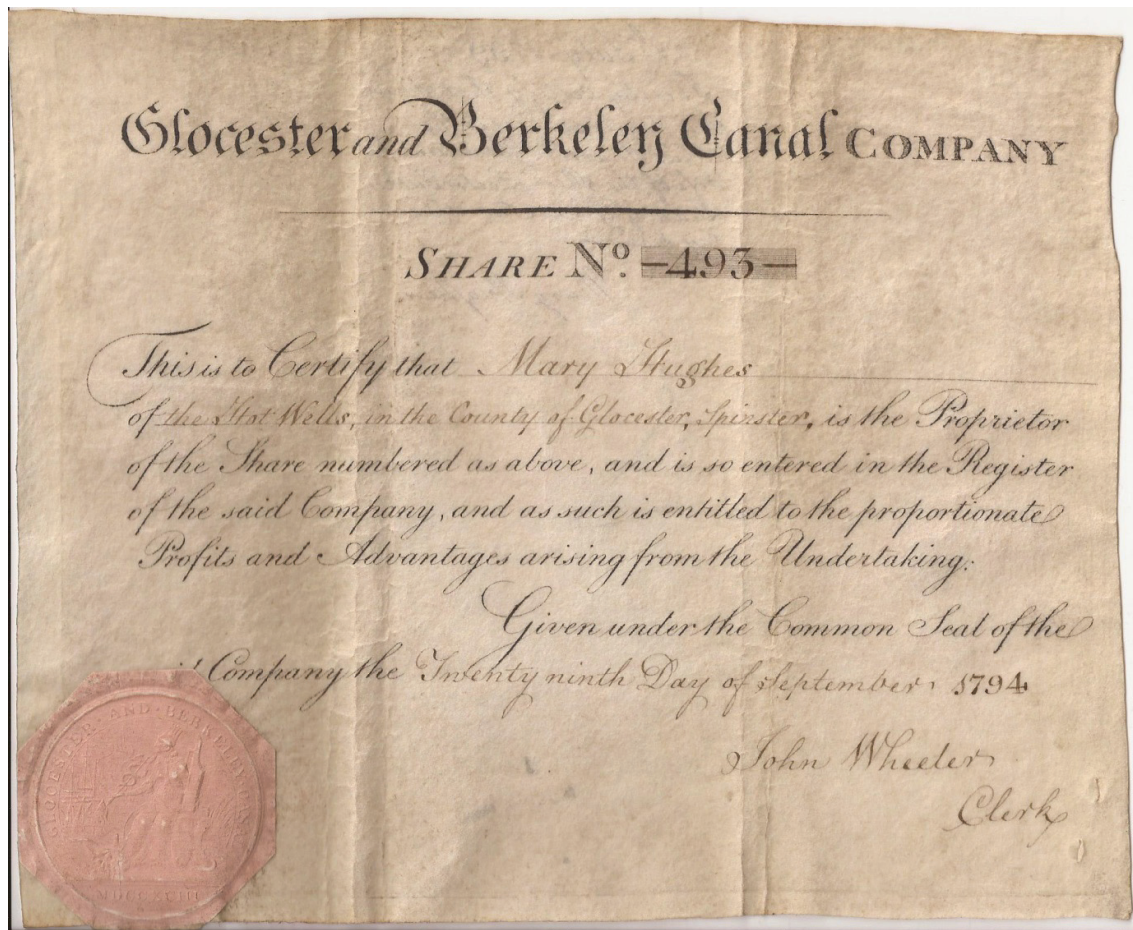 Glocester and Berkeley Canal COMPANY
SHARE No. -493-
This is to Certify that Mary Hughes
of the Hot Wells, in the County of Glocester, Spinster, is the Proprietor
of the Share numbered as above, and is so entered in the Register
of the said Company, and as such is entitled to the proportionate
Profits and Advantages arising from the Undertaking.
Given under the Common Seal of the
Company the Twenty ninth Day of September 1794
John Wheeler
Clerk
GLOCESTER AND BERKELEY
MDCCXCIII